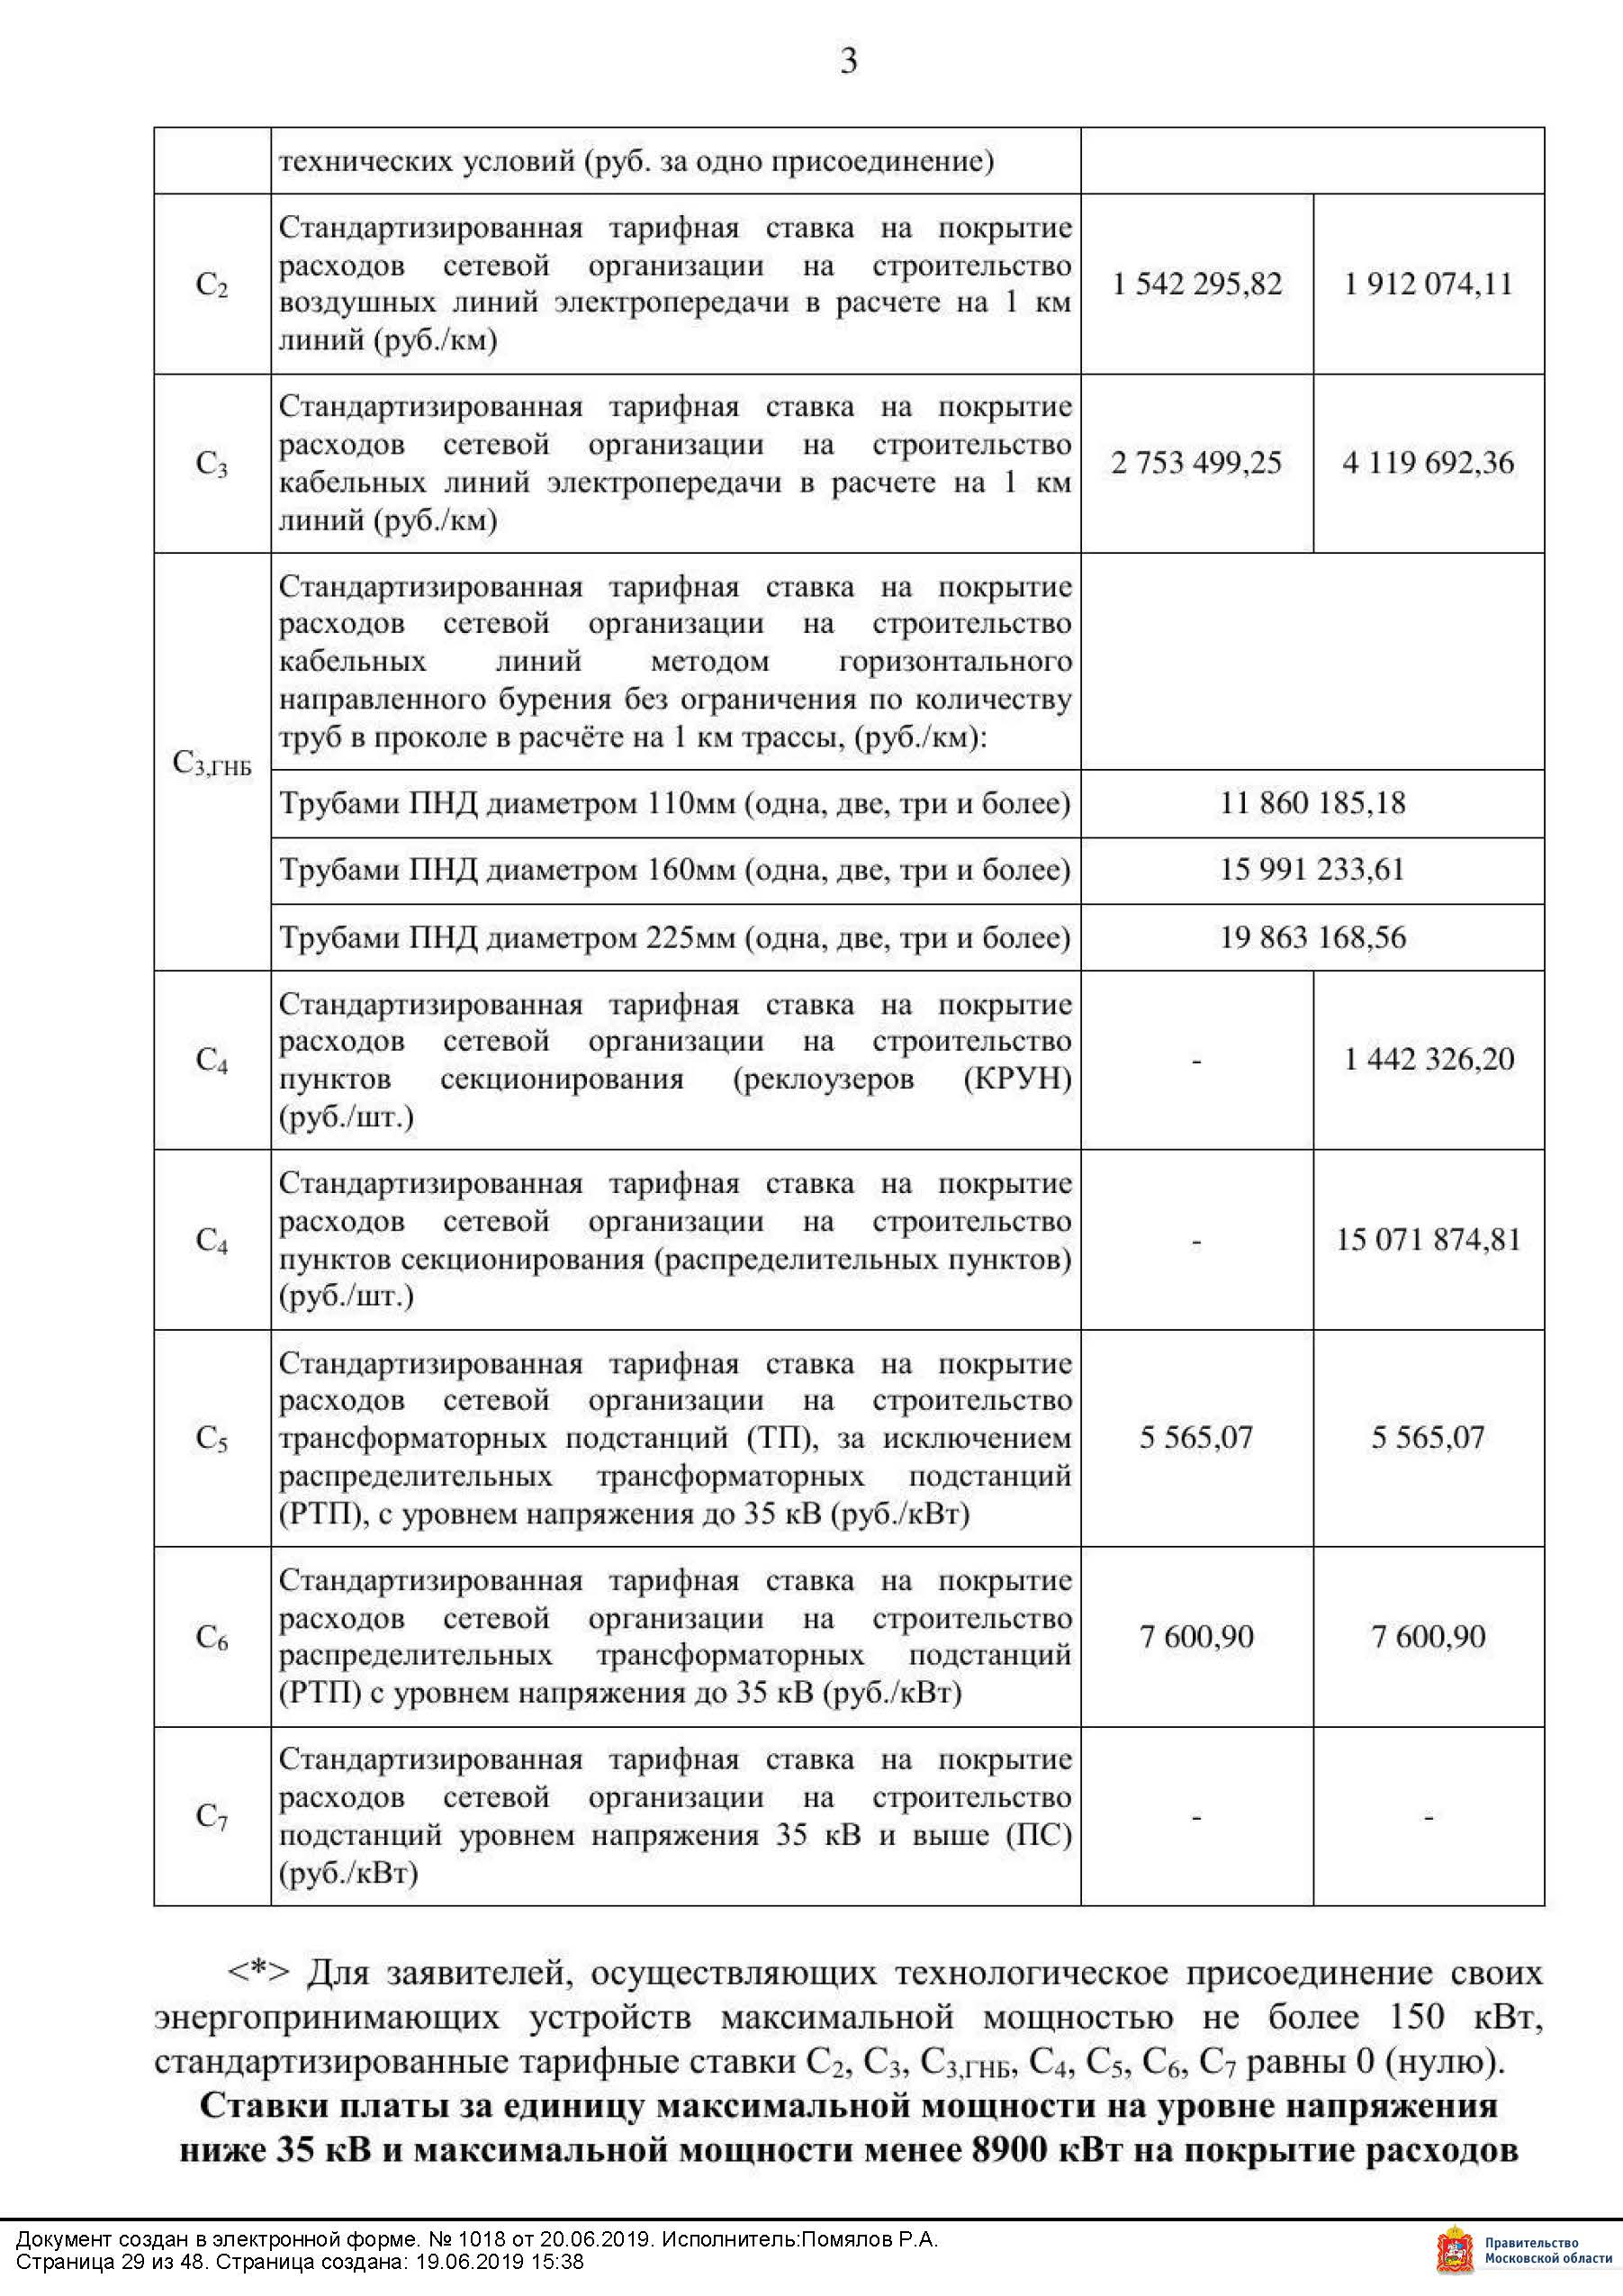 3
технических условий (руб. за одно присоединение)
С2
Стандартизированная тарифная ставка на покрытие
расходов сетевой организации на строительство
воздушных линий электропередачи в расчете на 1 км
линий (руб./км)
1 542 295,82
1 912 074,11
С3
Стандартизированная тарифная ставка на покрытие
расходов сетевой организации на строительство
кабельных линий электропередачи в расчете на 1 км
линий (руб./км)
2 753 499,25
4 119 692,36
С3,ГНБ
Стандартизированная тарифная ставка на покрытие
расходов сетевой организации на строительство
кабельных линий методом горизонтального
направленного бурения без ограничения по количеству
труб в проколе в расчёте на 1 км трассы, (руб./км):
Трубами ПНД диаметром 110мм (одна, две, три и более)
11 860 185,18
Трубами ПНД диаметром 160мм (одна, две, три и более)
15 991 233,61
Трубами ПНД диаметром 225мм (одна, две, три и более)
19 863 168,56
С4
Стандартизированная тарифная ставка на покрытие
расходов сетевой организации на строительство
пунктов секционирования (реклоузеров (КРУН)
(руб./шт.)
-
1 442 326,20
С4
Стандартизированная тарифная ставка на покрытие
расходов сетевой организации на строительство
пунктов секционирования (распределительных пунктов)
(руб./шт.)
-
15 071 874,81
С5
Стандартизированная тарифная ставка на покрытие
расходов сетевой организации на строительство
трансформаторных подстанций (ТП), за исключением
распределительных трансформаторных подстанций
(РТП), с уровнем напряжения до 35 кВ (руб./кВт)
5 565,07
5 565,07
С6
Стандартизированная тарифная ставка на покрытие
расходов сетевой организации на строительство
распределительных трансформаторных подстанций
(РТП) с уровнем напряжения до 35 кВ (руб./кВт)
7 600,90
7 600,90
С7
Стандартизированная тарифная ставка на покрытие
расходов сетевой организации на строительство
подстанций уровнем напряжения 35 кВ и выше (ПС)
(руб./кВт)
-
-
<*> Для заявителей, осуществляющих технологическое присоединение своих
энергопринимающих устройств максимальной мощностью не более 150 кВт,
стандартизированные тарифные ставки С2, С3, С3,ГНБ, С4, С5, С6, С7 равны 0 (нулю).
Ставки платы за единицу максимальной мощности на уровне напряжения
ниже 35 кВ и максимальной мощности менее 8900 кВт на покрытие расходов
Документ создан в электронной форме. № 1018 от 20.06.2019. Исполнитель:Помялов Р.А.
Страница 29 из 48. Страница создана: 19.06.2019 15:38
Правительство
Московской области